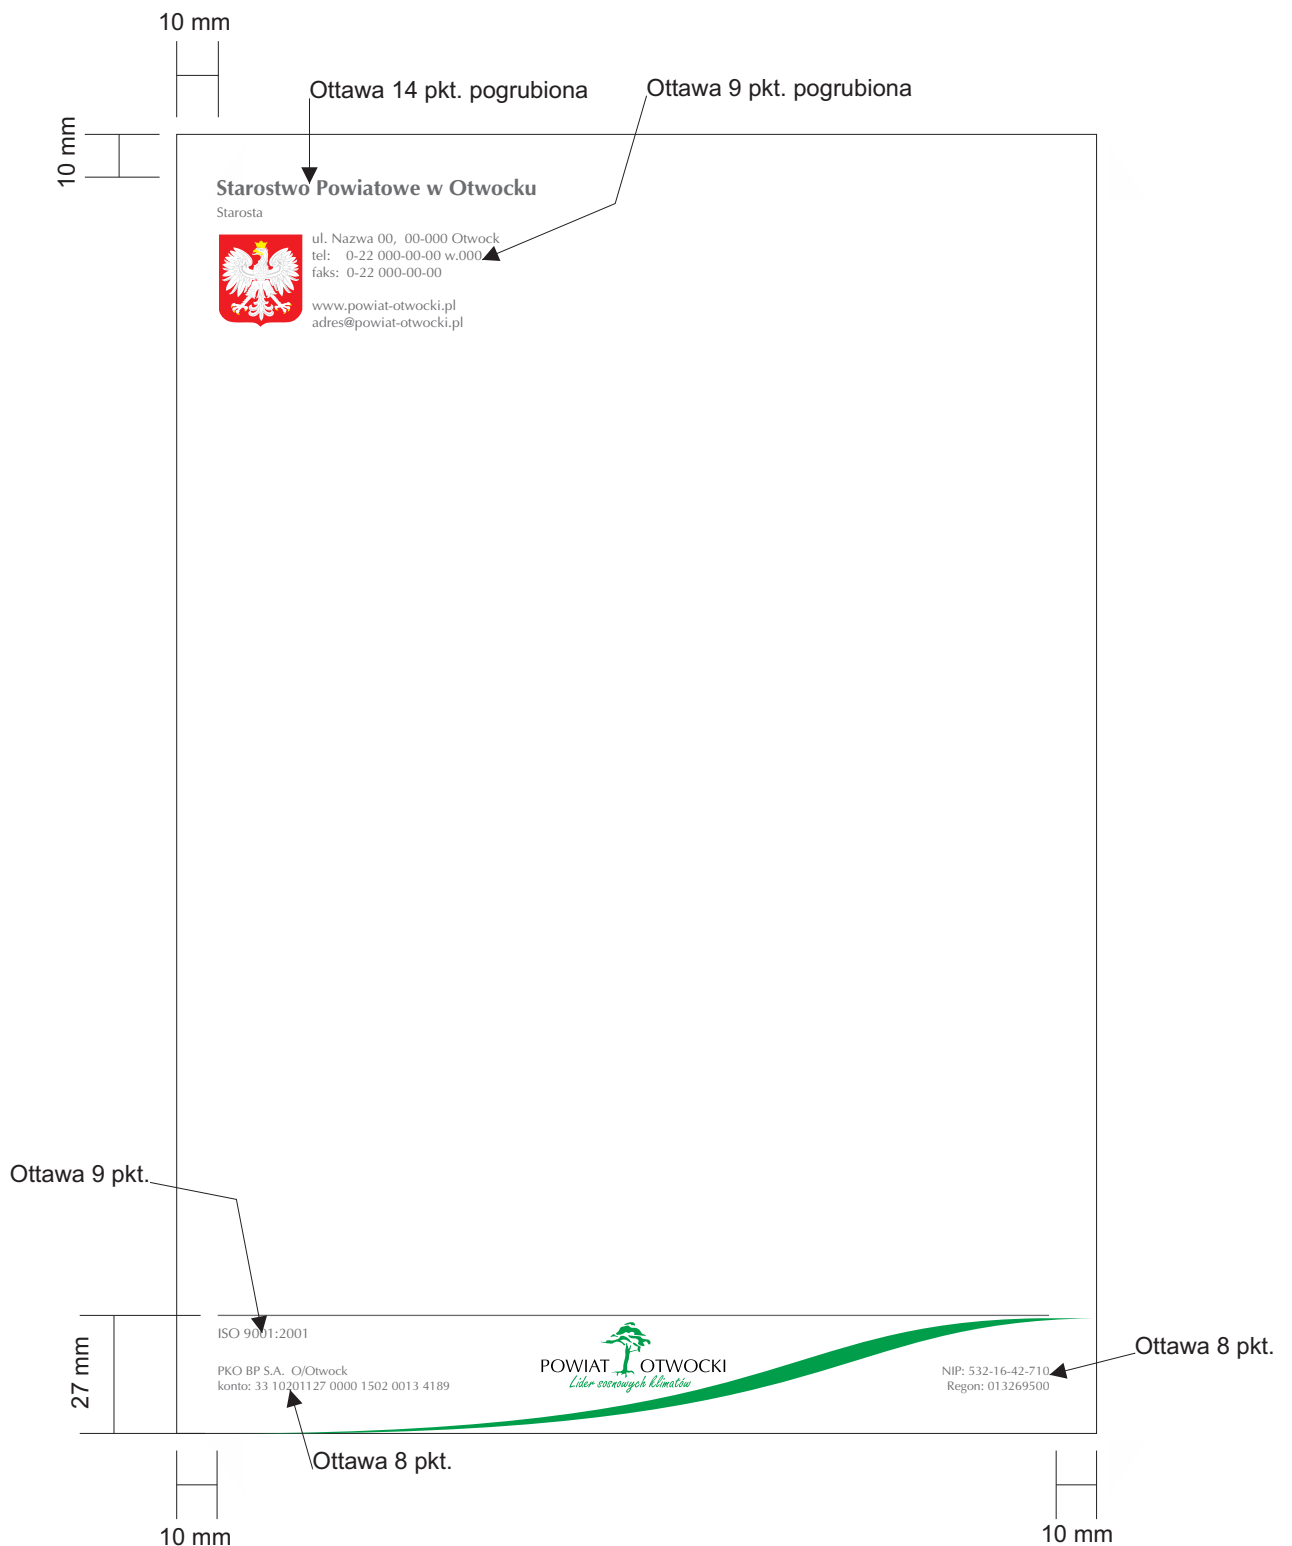 10 mm
Ottawa 14 pkt. pogrubiona
Ottawa 9 pkt. pogrubiona
10 mm
Starostwo Powiatowe w Otwocku
Starosta
ul. Nazwa 00, 00-000 Otwock
tel: 0-22 000-00-00 w.000
faks: 0-22 000-00-00
www.powiat-otwocki.pl
adres@powiat-otwocki.pl
Ottawa 9 pkt.
27 mm
ISO 9001:2001
PKO BP S.A. O/Otwock
konto: 33 10201127 0000 1502 0013 4189
POWIAT OTWOCKI
Lider sosnowych klimatów
NIP: 532-16-42-710
Regon: 013269500
Ottawa 8 pkt.
Ottawa 8 pkt.
10 mm
10 mm